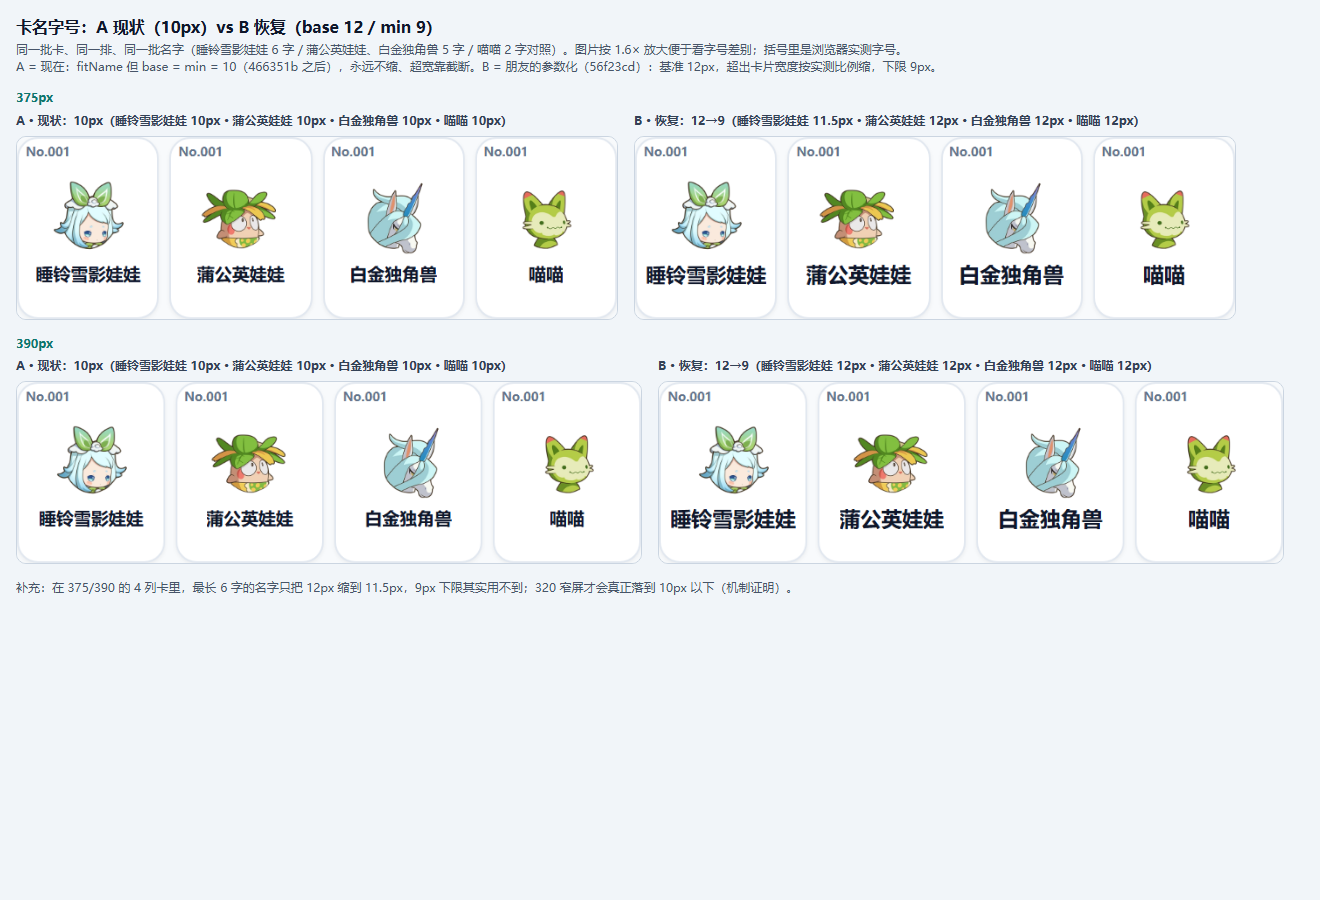 卡名字号：A 现状（10px）vs B 恢复（base 12 / min 9）
同一批卡、同一排、同一批名字（睡铃雪影娃娃 6 字 / 蒲公英娃娃、白金独角兽 5 字 / 喵喵 2 字对照）。图片按 1.6× 放大便于看字号差别；括号里是浏览器实测字号。
A = 现在：fitName 但 base = min = 10（466351b 之后），永远不缩、超宽靠截断。B = 朋友的参数化（56f23cd）：基准 12px，超出卡片宽度按实测比例缩，下限 9px。
375px
A · 现状：10px（睡铃雪影娃娃 10px · 蒲公英娃娃 10px · 白金独角兽 10px · 喵喵 10px）
No.001 No.001 No.001 No.001
睡铃雪影娃娃 蒲公英娃娃 白金独角兽 喵喵
B · 恢复：12→9（睡铃雪影娃娃 11.5px · 蒲公英娃娃 12px · 白金独角兽 12px · 喵喵 12px）
No.001 No.001 No.001 No.001
睡铃雪影娃娃 蒲公英娃娃 白金独角兽 喵喵
390px
A · 现状：10px（睡铃雪影娃娃 10px · 蒲公英娃娃 10px · 白金独角兽 10px · 喵喵 10px）
No.001 No.001 No.001 No.001
睡铃雪影娃娃 蒲公英娃娃 白金独角兽 喵喵
B · 恢复：12→9（睡铃雪影娃娃 12px · 蒲公英娃娃 12px · 白金独角兽 12px · 喵喵 12px）
No.001 No.001 No.001 No.001
睡铃雪影娃娃 蒲公英娃娃 白金独角兽 喵喵
补充：在 375/390 的 4 列卡里，最长 6 字的名字只把 12px 缩到 11.5px，9px 下限其实用不到；320 窄屏才会真正落到 10px 以下（机制证明）。